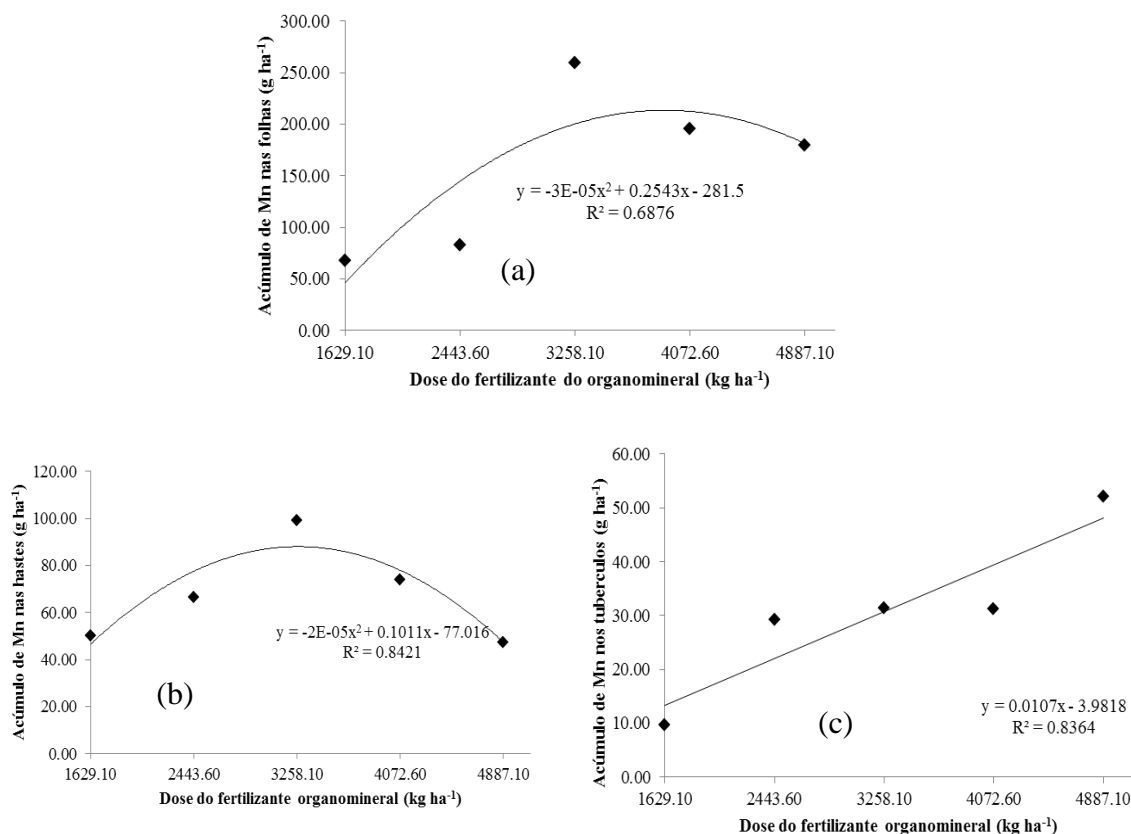 Acúmulo de Mn nas folhas (g ha⁻¹)
300.00
250.00
200.00
150.00
100.00
50.00
0.00
y = -3E-05x² + 0.2543x - 281.5
R² = 0.6876
(a)
1629.10 2443.60 3258.10 4072.60 4887.10
Dose do fertilizante do organomineral (kg ha⁻¹)
Acúmulo de Mn nas hastes (g ha⁻¹)
120.00
100.00
80.00
60.00
40.00
20.00
0.00
y = -2E-05x² + 0.1011x - 77.016
R² = 0.8421
(b)
1629.10 2443.60 3258.10 4072.60 4887.10
Dose do fertilizante organomineral (kg ha⁻¹)
Acúmulo de Mn nos tuberculos (g ha⁻¹)
60.00
50.00
40.00
30.00
20.00
10.00
0.00
y = 0.0107x - 3.9818
R² = 0.8364
(c)
1629.10 2443.60 3258.10 4072.60 4887.10
Dose do fertilizante organomineral (kg ha⁻¹)